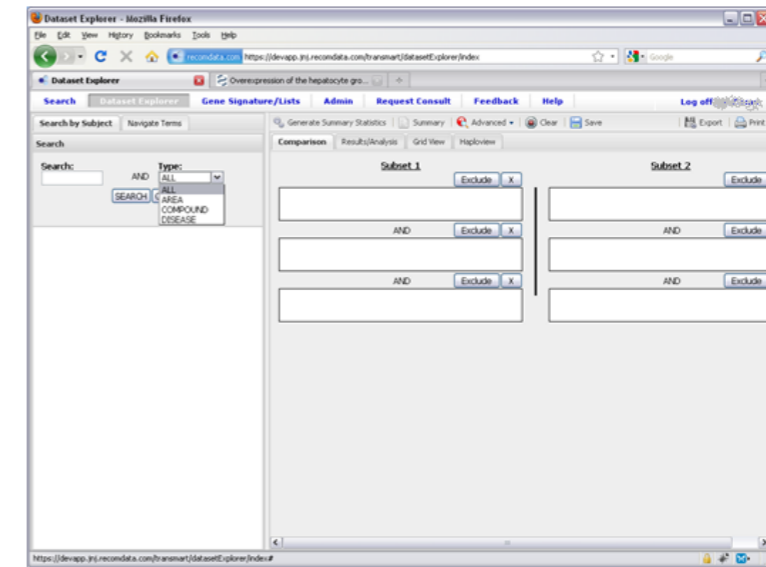 Dataset Explorer - Mozilla Firefox
File Edit View History Bookmarks Tools Help
recondata.com https://devapp.jnj.recondata.com/transmart/datasetExplorer/index Google
Dataset Explorer Overexpression of the hepatocyte gro...
Search Dataset Explorer Gene Signature/Lists Admin Request Consult Feedback Help Log off
Search by Subject Navigate Terms Generate Summary Statistics Summary Advanced Clear Save Export Print
Search Comparison Results/Analysis Grid View Haploview
Search: Type: Subset 1 Subset 2
AND ALL Exclude X Exclude
SEARCH ALL
AREA
COMPOUND
DISEASE
AND Exclude X AND Exclude
AND Exclude X AND Exclude
https://devapp.jnj.recondata.com/transmart/datasetExplorer/index#